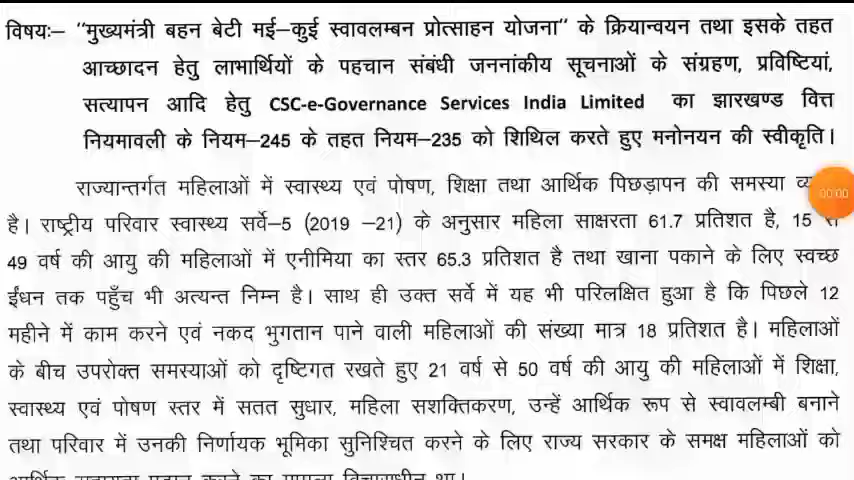 विषयः– "मुख्यमंत्री बहन बेटी मई–कुई स्वावलम्बन प्रोत्साहन योजना" के क्रियान्वयन तथा इसके तहत
आच्छादन हेतु लाभार्थियों के पहचान संबंधी जननांकीय सूचनाओं के संग्रहण, प्रविष्टियां,
सत्यापन आदि हेतु CSC-e-Governance Services India Limited का झारखण्ड वित्त
नियमावली के नियम–245 के तहत नियम–235 को शिथिल करते हुए मनोनयन की स्वीकृति।
राज्यान्तर्गत महिलाओं में स्वास्थ्य एवं पोषण, शिक्षा तथा आर्थिक पिछड़ापन की समस्या
00:00
है। राष्ट्रीय परिवार स्वास्थ्य सर्वे–5 (2019 –21) के अनुसार महिला साक्षरता 61.7 प्रतिशत है, 15
49 वर्ष की आयु की महिलाओं में एनीमिया का स्तर 65.3 प्रतिशत है तथा खाना पकाने के लिए स्वच्छ
ईंधन तक पहुँच भी अत्यन्त निम्न है। साथ ही उक्त सर्वे में यह भी परिलक्षित हुआ है कि पिछले 12
महीने में काम करने एवं नकद भुगतान पाने वाली महिलाओं की संख्या मात्र 18 प्रतिशत है। महिलाओं
के बीच उपरोक्त समस्याओं को दृष्टिगत रखते हुए 21 वर्ष से 50 वर्ष की आयु की महिलाओं में शिक्षा,
स्वास्थ्य एवं पोषण स्तर में सतत सुधार, महिला सशक्तिकरण, उन्हें आर्थिक रूप से स्वावलम्बी बनाने
तथा परिवार में उनकी निर्णायक भूमिका सुनिश्चित करने के लिए राज्य सरकार के समक्ष महिलाओं को